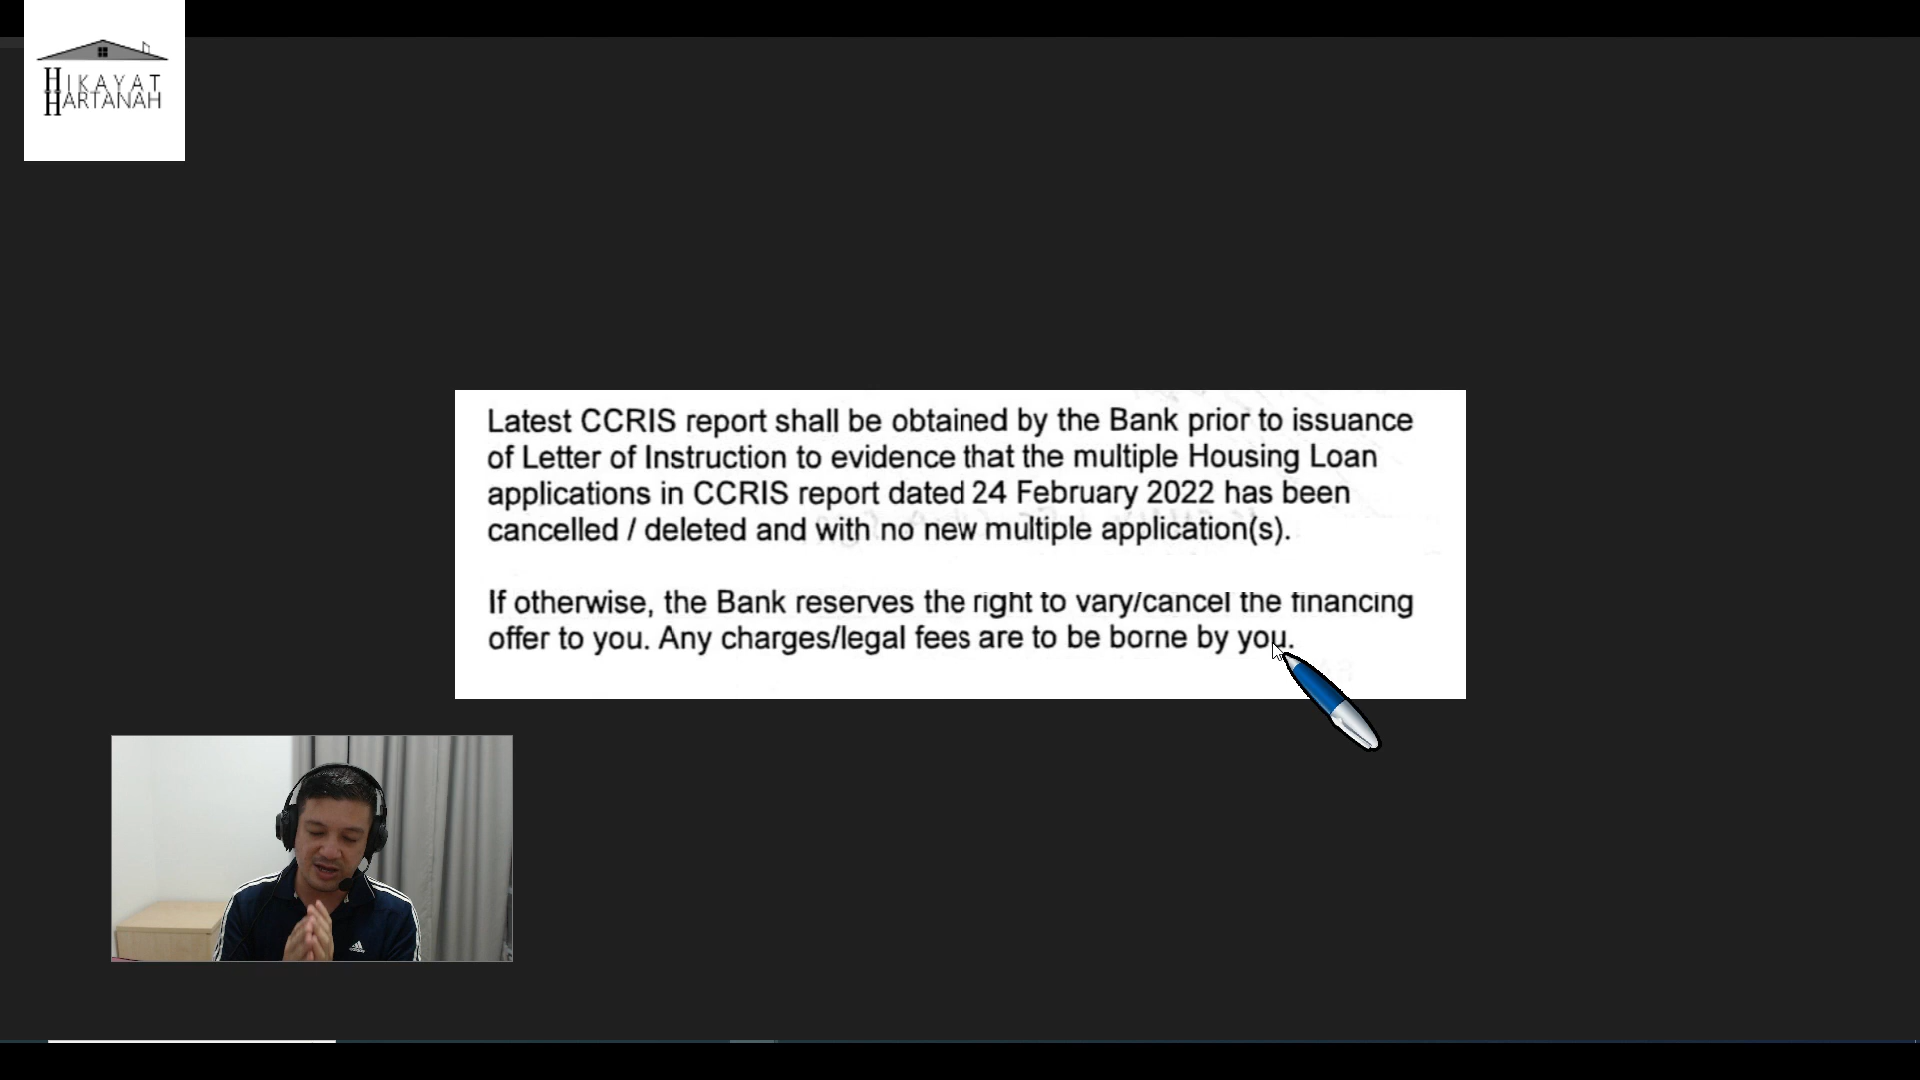 HIKAYAT
HARTANAH
Latest CCRIS report shall be obtained by the Bank prior to issuance
of Letter of Instruction to evidence that the multiple Housing Loan
applications in CCRIS report dated 24 February 2022 has been
cancelled / deleted and with no new multiple application(s).
If otherwise, the Bank reserves the right to vary/cancel the financing
offer to you. Any charges/legal fees are to be borne by you.